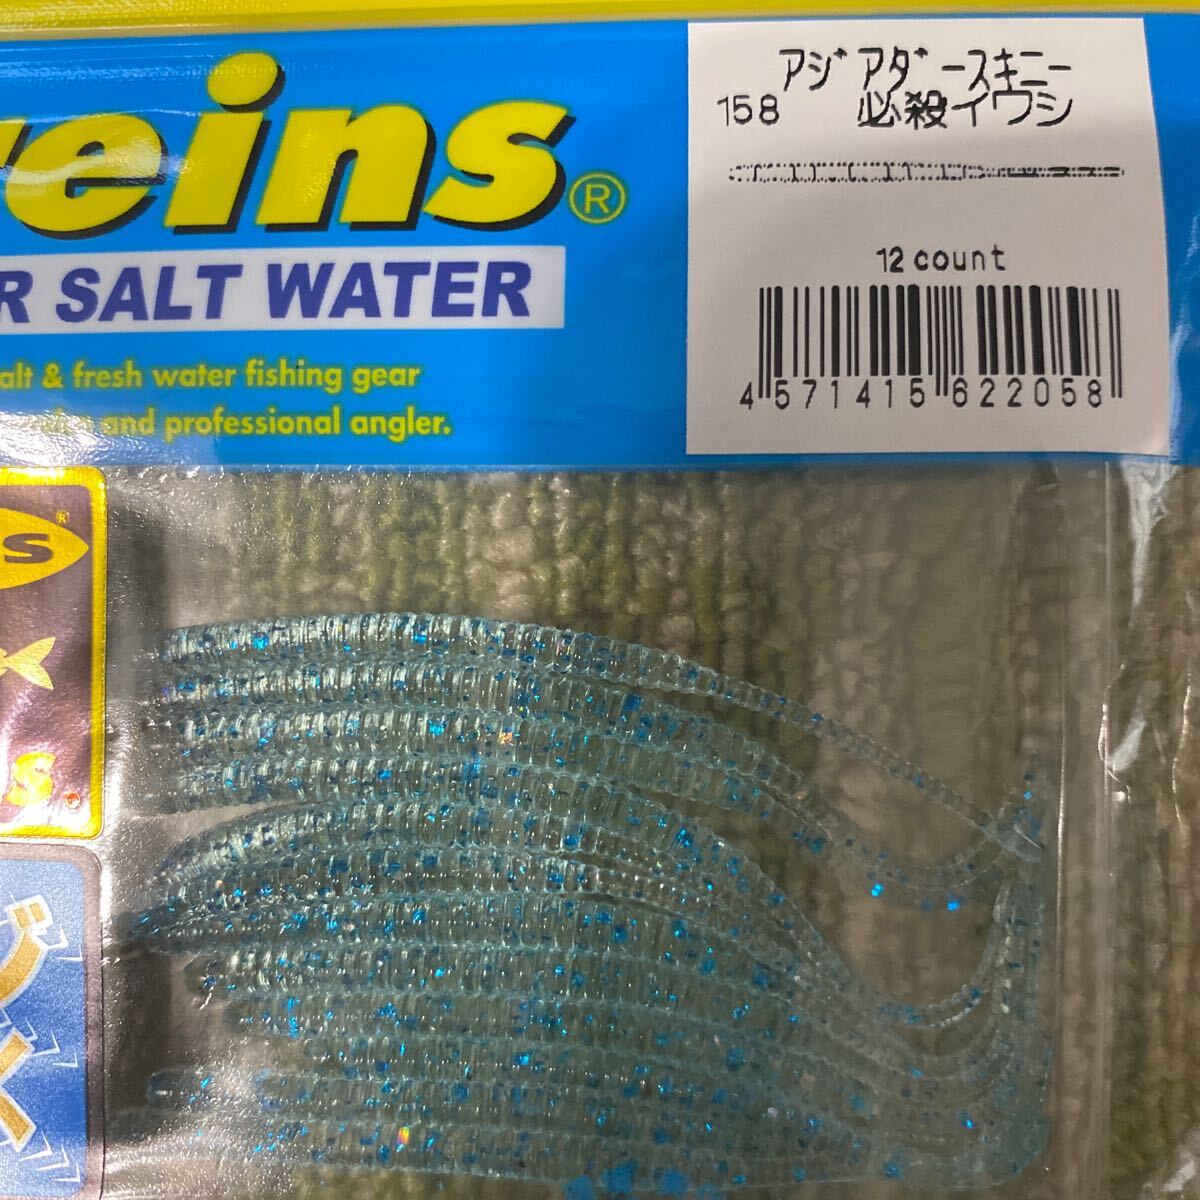 eins®
R SALT WATER
alt & fresh water fishing gear
and professional angler.
アジアダースキニー
158 必殺イワシ
12 count
4 571415 622058
S®
S